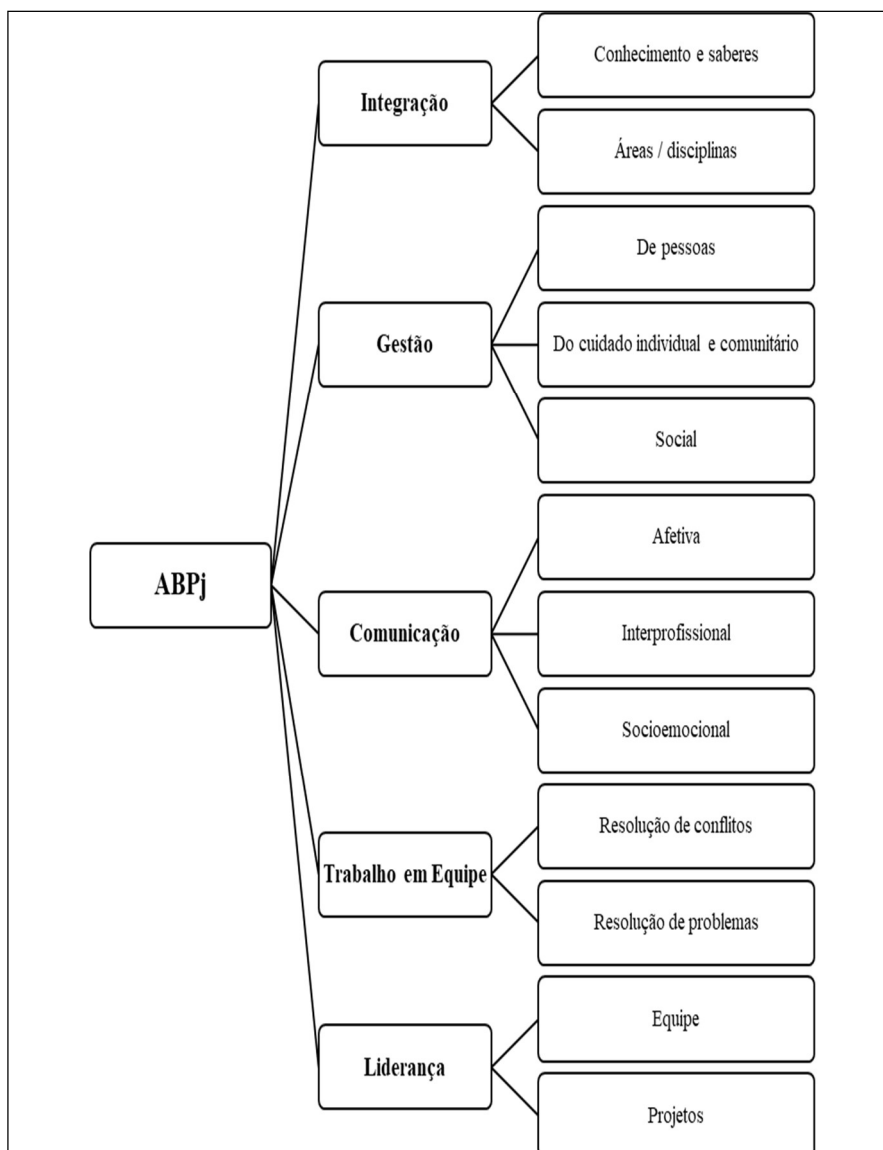 ABPj
Integração
Conhecimento e saberes
Áreas / disciplinas
Gestão
De pessoas
Do cuidado individual e comunitário
Social
Comunicação
Afetiva
Interprofissional
Socioemocional
Trabalho em Equipe
Resolução de conflitos
Resolução de problemas
Liderança
Equipe
Projetos